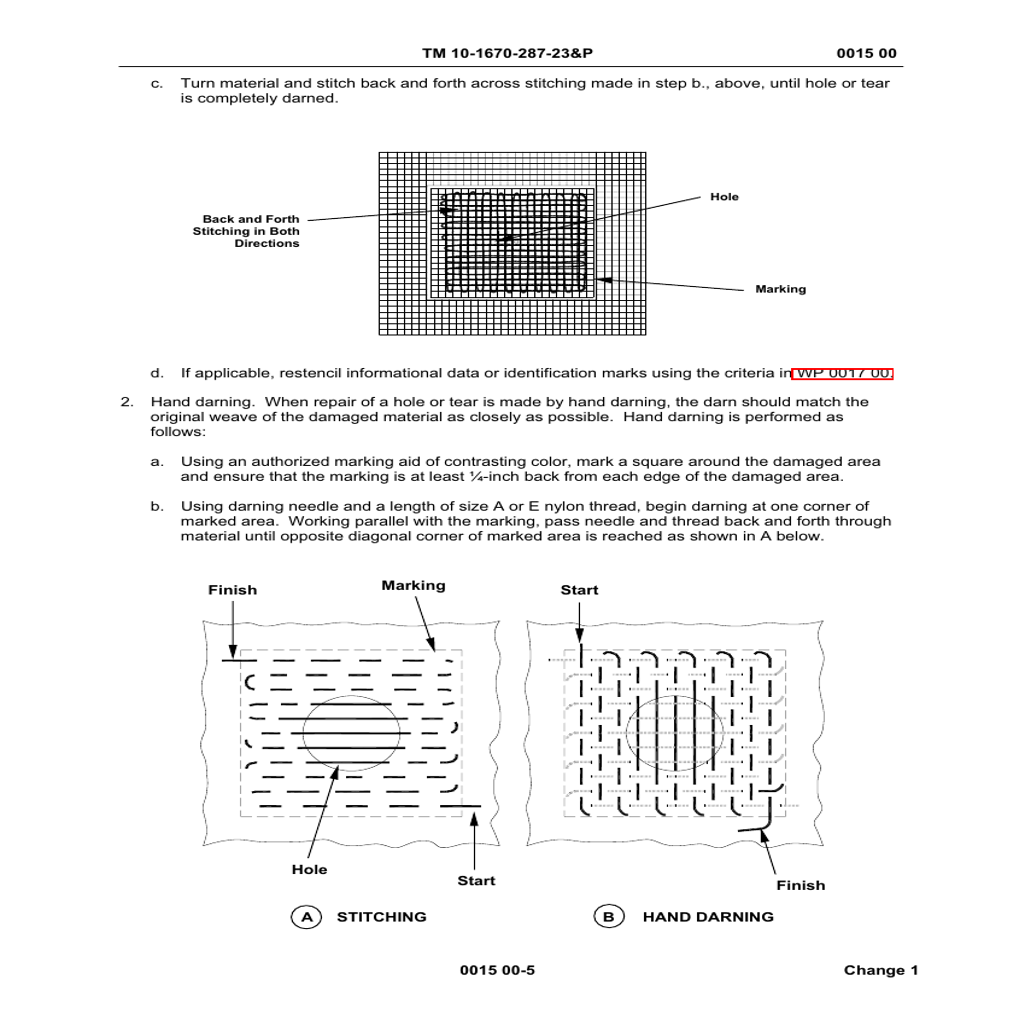 TM 10-1670-287-23&P 0015 00
c. Turn material and stitch back and forth across stitching made in step b., above, until hole or tear
is completely darned.
Hole
Back and Forth
Stitching in Both
Directions
Marking
d. If applicable, restencil informational data or identification marks using the criteria in WP 0017 00.
2. Hand darning. When repair of a hole or tear is made by hand darning, the darn should match the
original weave of the damaged material as closely as possible. Hand darning is performed as
follows:
a. Using an authorized marking aid of contrasting color, mark a square around the damaged area
and ensure that the marking is at least ¼-inch back from each edge of the damaged area.
b. Using darning needle and a length of size A or E nylon thread, begin darning at one corner of
marked area. Working parallel with the marking, pass needle and thread back and forth through
material until opposite diagonal corner of marked area is reached as shown in A below.
Finish
Marking
Start
Hole
Start
Finish
A STITCHING
B HAND DARNING
0015 00-5 Change 1